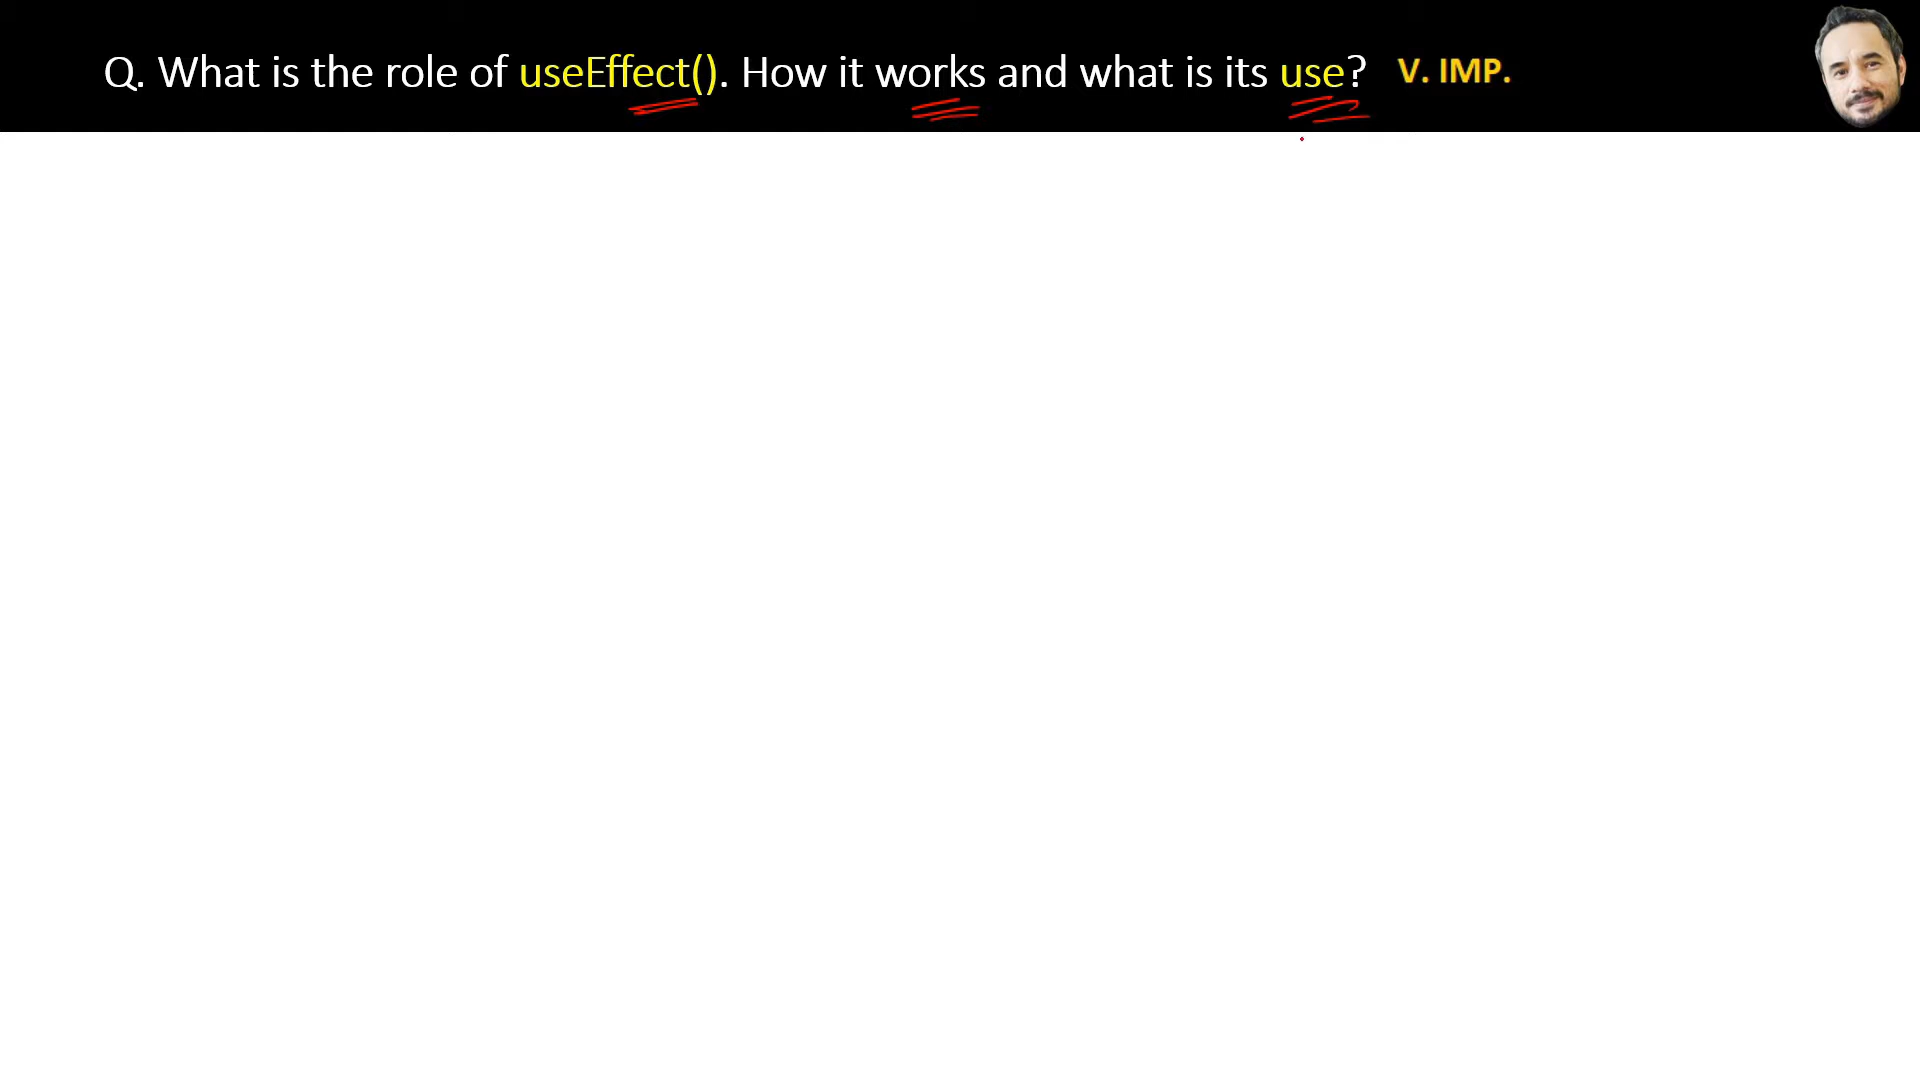 Q. What is the role of useEffect(). How it works and what is its use? V. IMP.